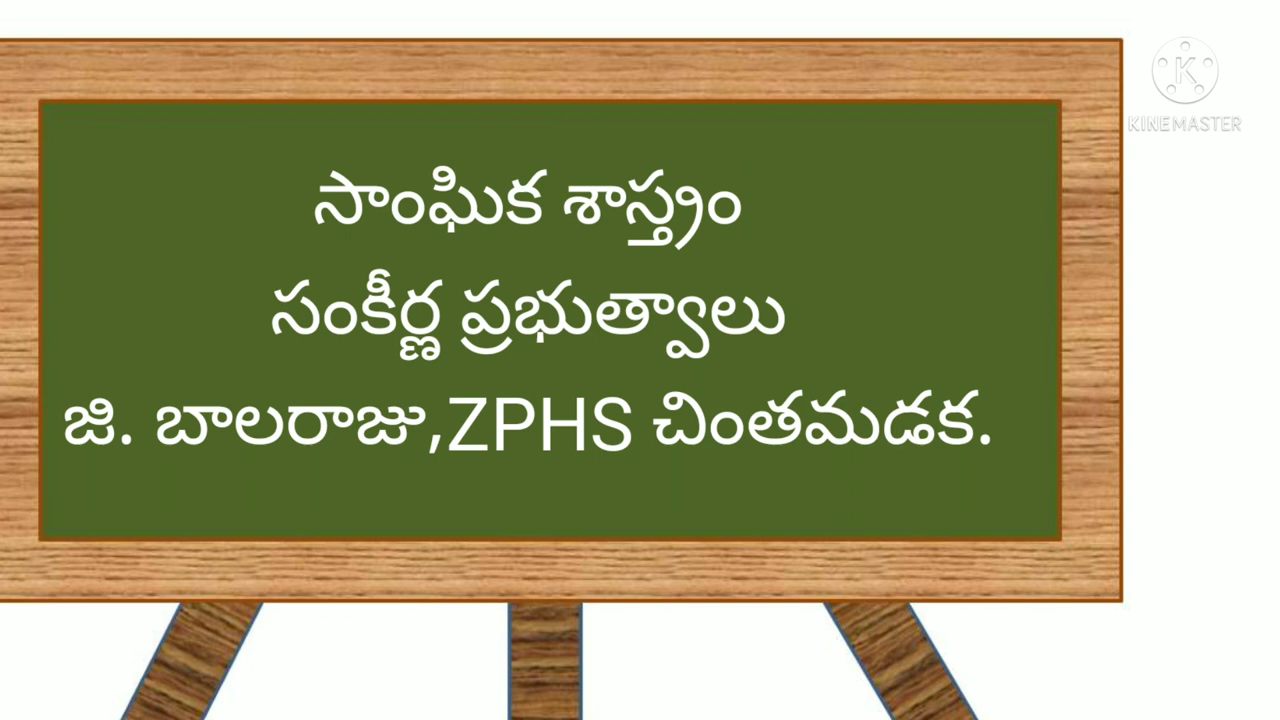 సాంఘిక శాస్త్రం
సంకీర్ణ ప్రభుత్వాలు
జి. బాలరాజు,ZPHS చింతమడక.
K
KINEMASTER